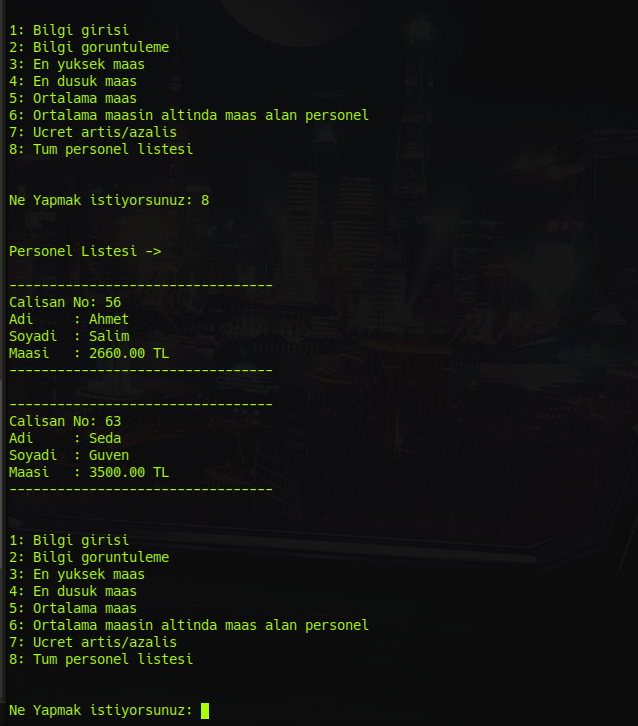 1: Bilgi girisi
2: Bilgi goruntuleme
3: En yuksek maas
4: En dusuk maas
5: Ortalama maas
6: Ortalama maasin altinda maas alan personel
7: Ucret artis/azalis
8: Tum personel listesi
Ne Yapmak istiyorsunuz: 8
Personel Listesi ->
---------------------------------
Calisan No: 56
Adi     : Ahmet
Soyadi  : Salim
Maasi   : 2660.00 TL
---------------------------------
---------------------------------
Calisan No: 63
Adi     : Seda
Soyadi  : Guven
Maasi   : 3500.00 TL
---------------------------------
1: Bilgi girisi
2: Bilgi goruntuleme
3: En yuksek maas
4: En dusuk maas
5: Ortalama maas
6: Ortalama maasin altinda maas alan personel
7: Ucret artis/azalis
8: Tum personel listesi
Ne Yapmak istiyorsunuz: